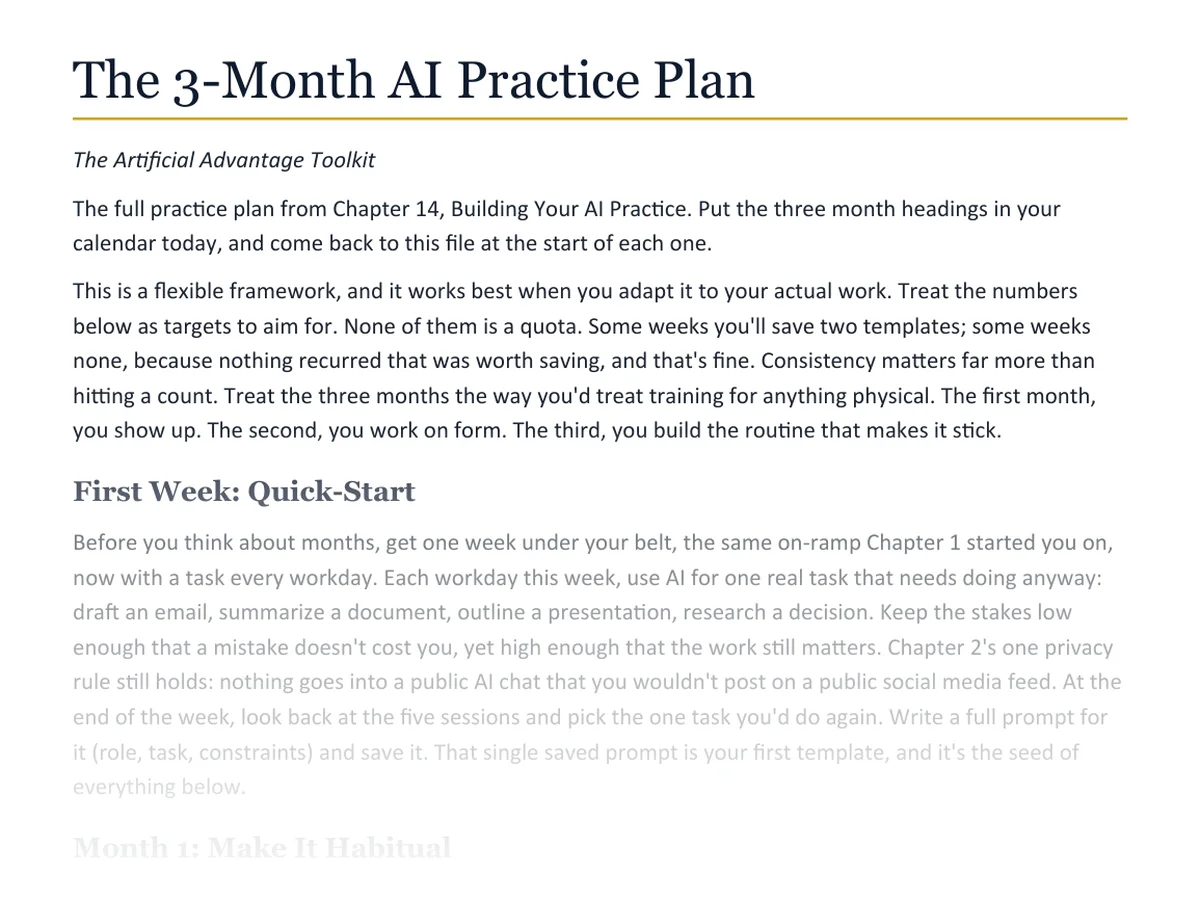 The 3-Month AI Practice Plan
The Artificial Advantage Toolkit
The full practice plan from Chapter 14, Building Your AI Practice. Put the three month headings in your
calendar today, and come back to this file at the start of each one.
This is a flexible framework, and it works best when you adapt it to your actual work. Treat the numbers
below as targets to aim for. None of them is a quota. Some weeks you'll save two templates; some weeks
none, because nothing recurred that was worth saving, and that's fine. Consistency matters far more than
hitting a count. Treat the three months the way you'd treat training for anything physical. The first month,
you show up. The second, you work on form. The third, you build the routine that makes it stick.
First Week: Quick-Start
Before you think about months, get one week under your belt, the same on-ramp Chapter 1 started you on,
now with a task every workday. Each workday this week, use AI for one real task that needs doing anyway:
draft an email, summarize a document, outline a presentation, research a decision. Keep the stakes low
enough that a mistake doesn't cost you, yet high enough that the work still matters. Chapter 2's one privacy
rule still holds: nothing goes into a public AI chat that you wouldn't post on a public social media feed. At the
end of the week, look back at the five sessions and pick the one task you'd do again. Write a full prompt for
it (role, task, constraints) and save it. That single saved prompt is your first template, and it's the seed of
everything below.
Month 1: Make It Habitual